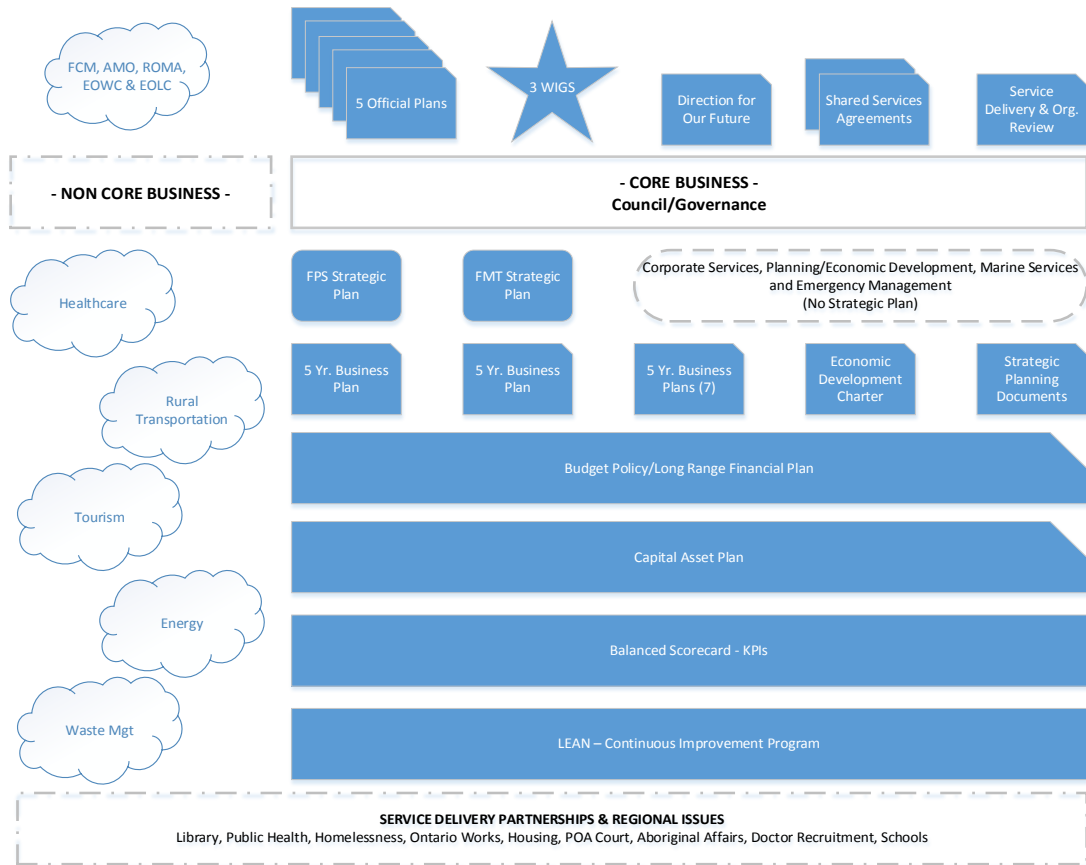 FCM, AMO, ROMA,
EOWC & EOLC
5 Official Plans
3 WIGS
Direction for
Our Future
Shared Services
Agreements
Service
Delivery & Org.
Review
- NON CORE BUSINESS -
- CORE BUSINESS -
Council/Governance
Healthcare
FPS Strategic
Plan
FMT Strategic
Plan
Corporate Services, Planning/Economic Development, Marine Services
and Emergency Management
(No Strategic Plan)
Rural
Transportation
5 Yr. Business
Plan
5 Yr. Business
Plan
5 Yr. Business
Plans (7)
Economic
Development
Charter
Strategic
Planning
Documents
Budget Policy/Long Range Financial Plan
Tourism
Capital Asset Plan
Energy
Balanced Scorecard - KPIs
Waste Mgt
LEAN – Continuous Improvement Program
SERVICE DELIVERY PARTNERSHIPS & REGIONAL ISSUES
Library, Public Health, Homelessness, Ontario Works, Housing, POA Court, Aboriginal Affairs, Doctor Recruitment, Schools